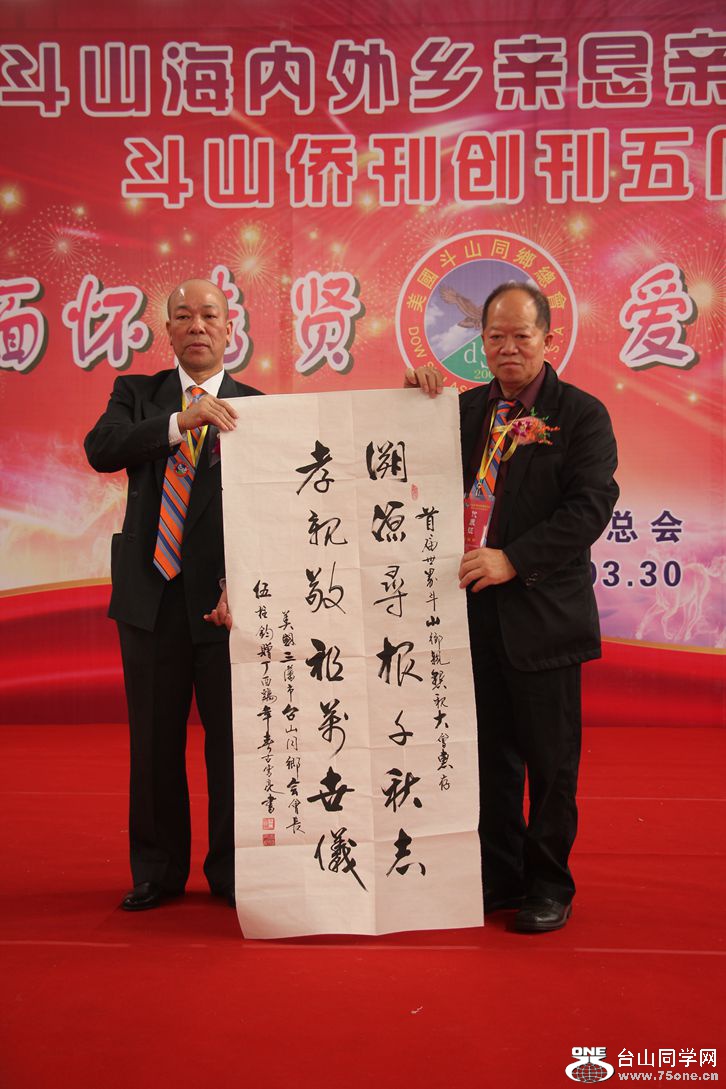 斗山海内外乡亲恳亲
斗山侨刊创刊五
缅怀先贤
爱
美國斗山同鄉總會
总会
03.30
首届世界斗山鄉親懇親大會惠存
溯源尋根千秋志
孝親敬祖萬世儀
美國三藩市台山同鄉會會長
伍
ONE
台山同学网
www.75one.cn